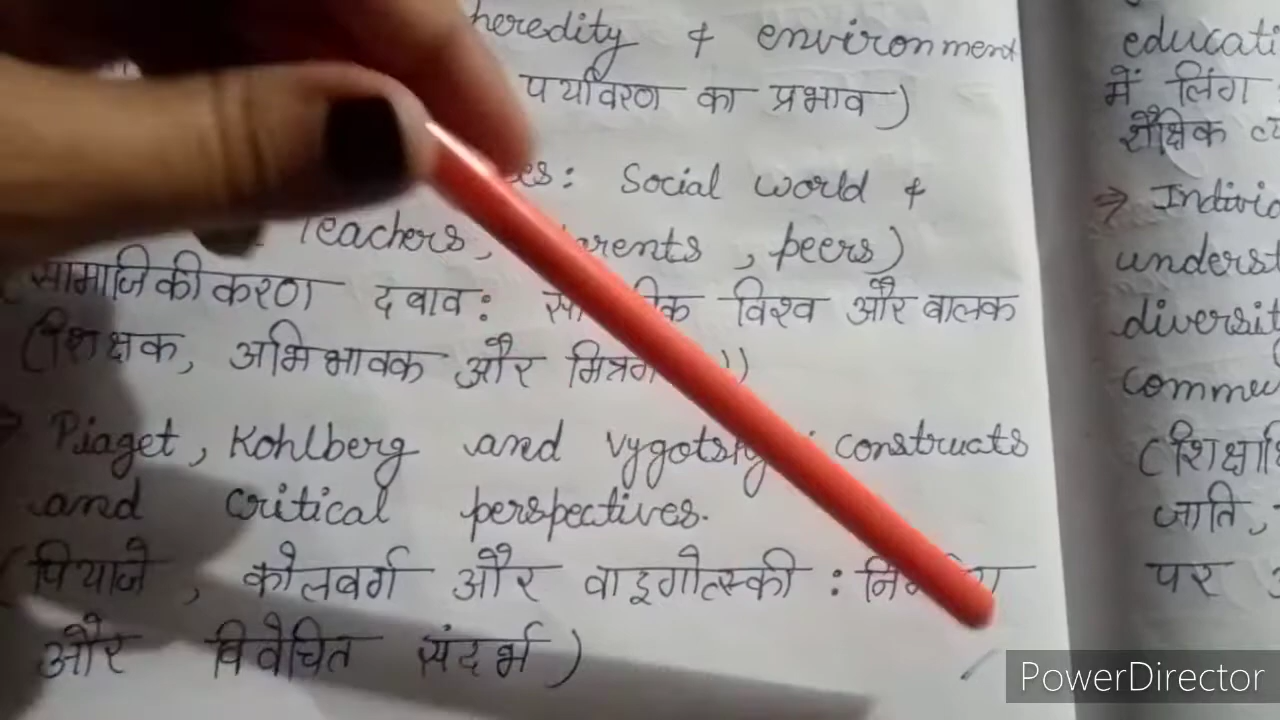 heredity & environment
पर्यावरण का प्रभाव)
Social world &
Teachers, peers)
सामाजिकीकरण दबाव: विश्व और बालक
(शिक्षक, अभिभावक और
Piaget, Kohlberg and Vygotsky: constructs
and critical perspectives.
(पियाजे, कोलबर्ग और वाइगोत्स्की :
और विवेचित संदर्भ)
educati
में लिंग
शैक्षिक
→ Individ
underst
diversit
commu
(शिक्षार्
जाति,
पर
PowerDirector